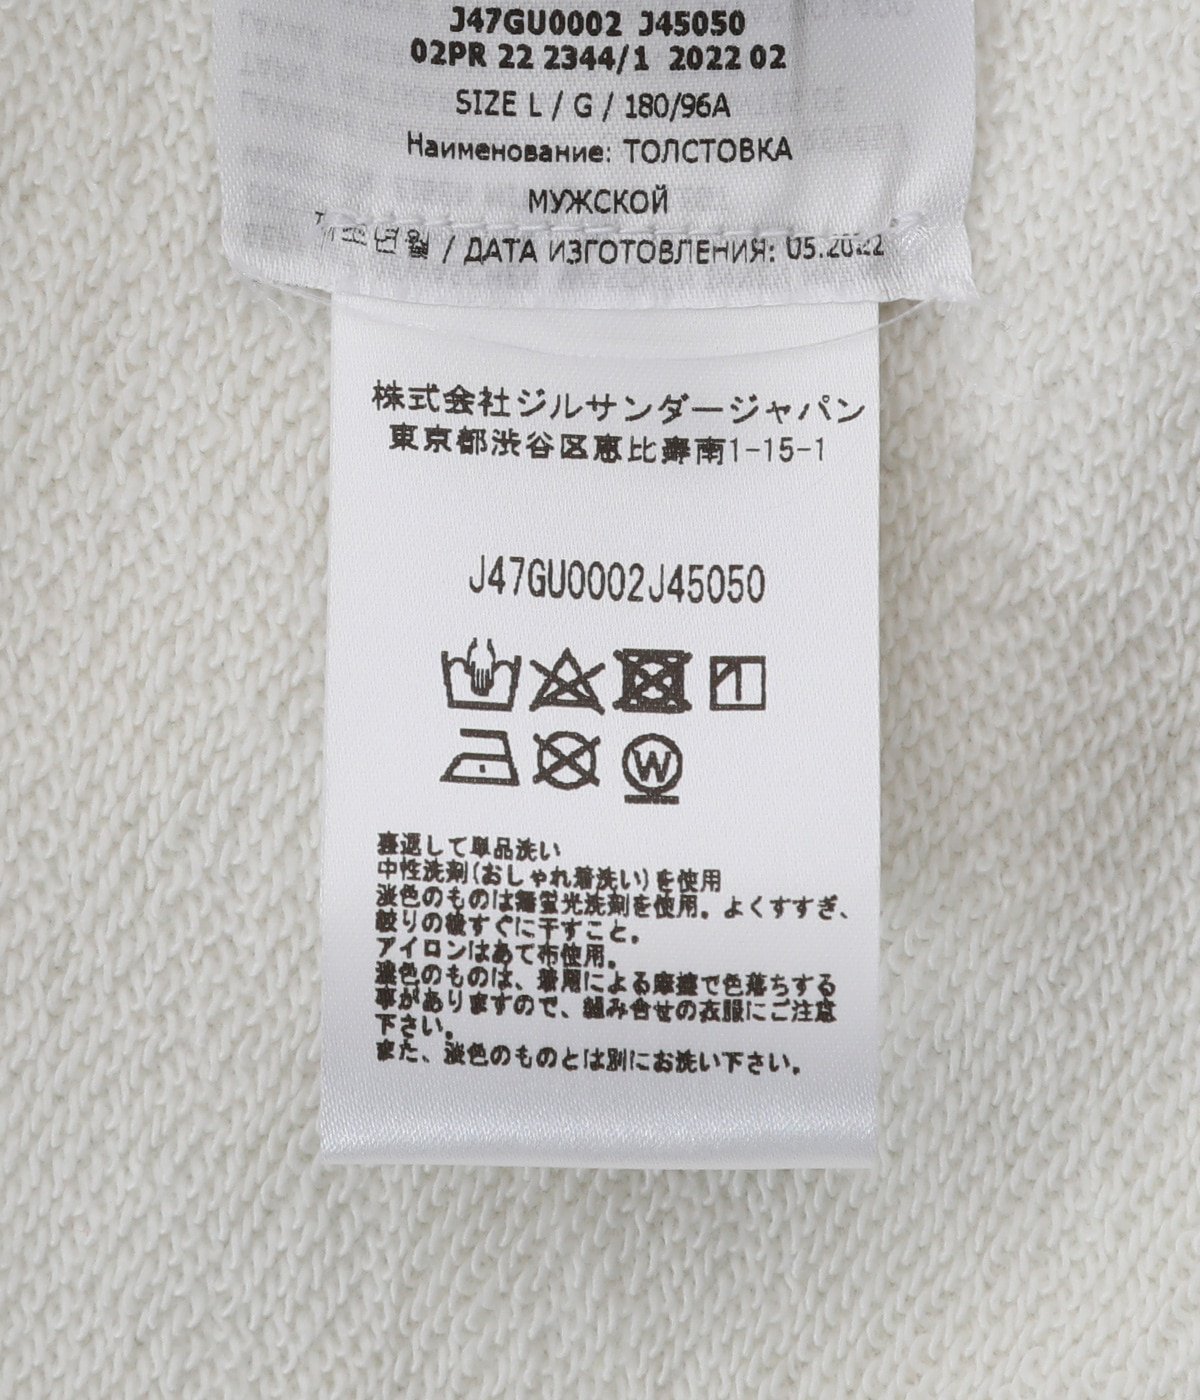 J47GU0002 J45050
02PR 22 2344/1 2022 02
SIZE L / G / 180/96A
Наименование: ТОЛСТОВКА
МУЖСКОЙ
/ ДАТА ИЗГОТОВЛЕНИЯ: 05.2022
株式会社ジルサンダージャパン
東京都渋谷区恵比寿南1-15-1
J47GU0002J45050
W
裏返して単品洗い
中性洗剤(おしゃれ着洗い)を使用
淡色のものは無蛍光洗剤を使用。よくすすぎ、
絞りの後すぐに干すこと。
アイロンはあて布使用。
濃色のものは、着用による摩擦で色落ちする
事がありますので、組み合せの衣服にご注意
下さい。
また、淡色のものとは別にお洗い下さい。